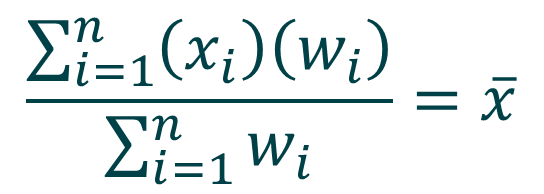 ∑ⁿᵢ₌₁(xᵢ)(wᵢ)
∑ⁿᵢ₌₁ wᵢ
= x̄